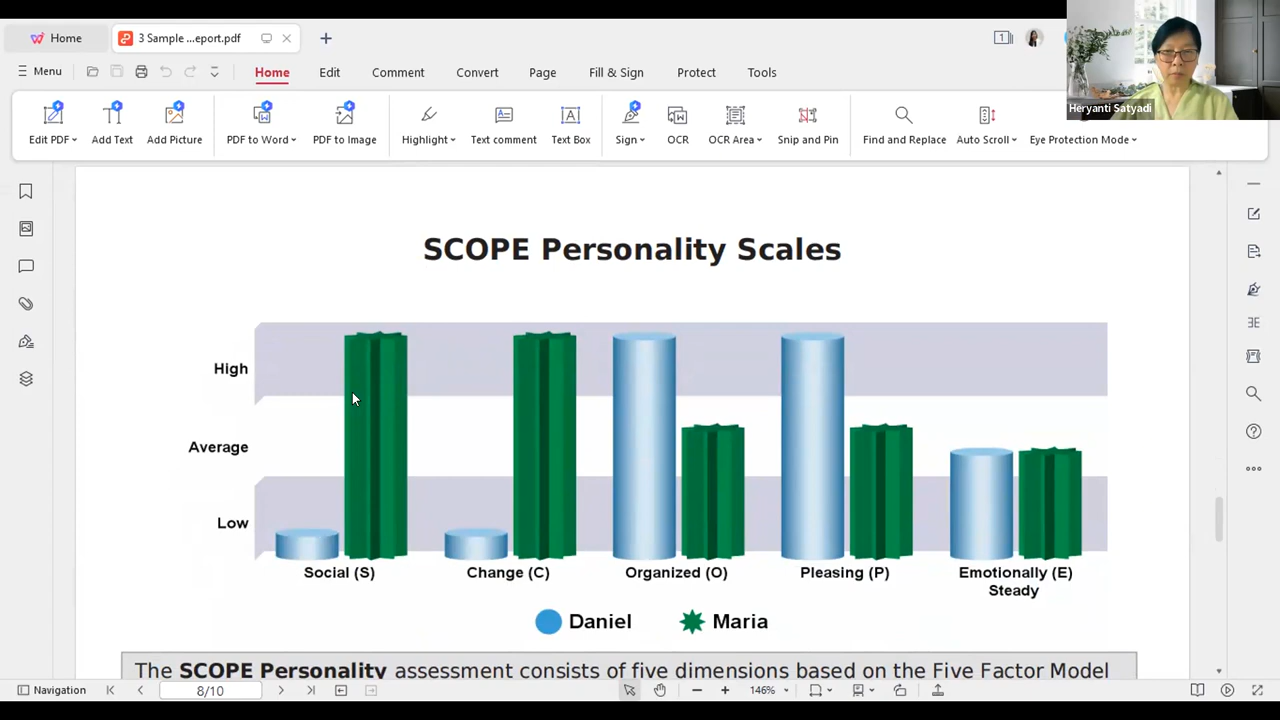 Home
3 Sample ...eport.pdf
1
Menu
Home Edit Comment Convert Page Fill & Sign Protect Tools
Heryanti Satyadi
Edit PDF Add Text Add Picture PDF to Word PDF to Image Highlight Text comment Text Box Sign OCR OCR Area Snip and Pin Find and Replace Auto Scroll Eye Protection Mode
SCOPE Personality Scales
High
Average
Low
Social (S) Change (C) Organized (O) Pleasing (P) Emotionally (E)
Steady
Daniel Maria
The SCOPE Personality assessment consists of five dimensions based on the Five Factor Model
Navigation 8/10 146%